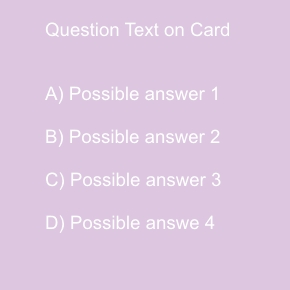 Question Text on Card
A) Possible answer 1
B) Possible answer 2
C) Possible answer 3
D) Possible answe 4